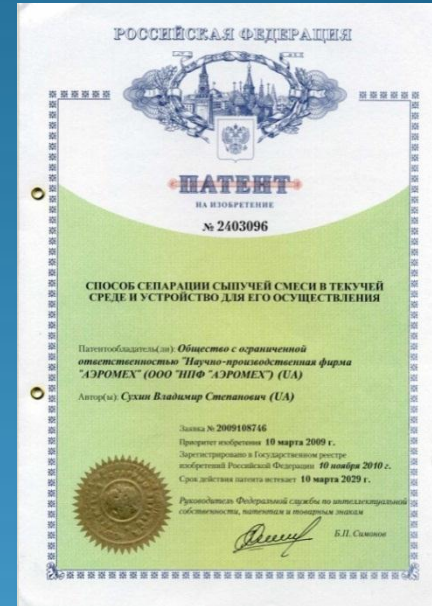 РОССИЙСКАЯ ФЕДЕРАЦИЯ
ПАТЕНТ
НА ИЗОБРЕТЕНИЕ
№ 2403096
СПОСОБ СЕПАРАЦИИ СЫПУЧЕЙ СМЕСИ В ТЕКУЧЕЙ
СРЕДЕ И УСТРОЙСТВО ДЛЯ ЕГО ОСУЩЕСТВЛЕНИЯ
Патентообладатель(ли): Общество с ограниченной
ответственностью "Научно-производственная фирма
"АЭРОМЕХ" (ООО "НПФ "АЭРОМЕХ") (UA)
Автор(ы): Сухин Владимир Степанович (UA)
Заявка № 2009108746
Приоритет изобретения 10 марта 2009 г.
Зарегистрировано в Государственном реестре
изобретений Российской Федерации 10 ноября 2010 г.
Срок действия патента истекает 10 марта 2029 г.
Руководитель Федеральной службы по интеллектуальной
собственности, патентам и товарным знакам
Б.П. Симонов